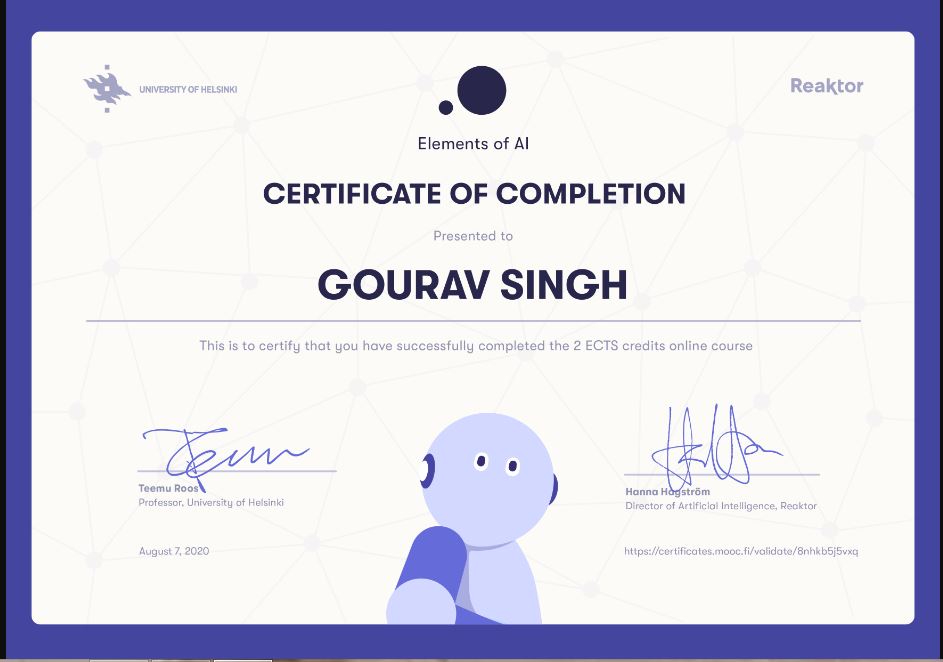 UNIVERSITY OF HELSINKI
Reaktor
Elements of AI
CERTIFICATE OF COMPLETION
Presented to
GOURAV SINGH
This is to certify that you have successfully completed the 2 ECTS credits online course
Teemu Roos
Professor, University of Helsinki
Hanna Hagström
Director of Artificial Intelligence, Reaktor
August 7, 2020
https://certificates.mooc.fi/validate/8nhkb5j5vxq